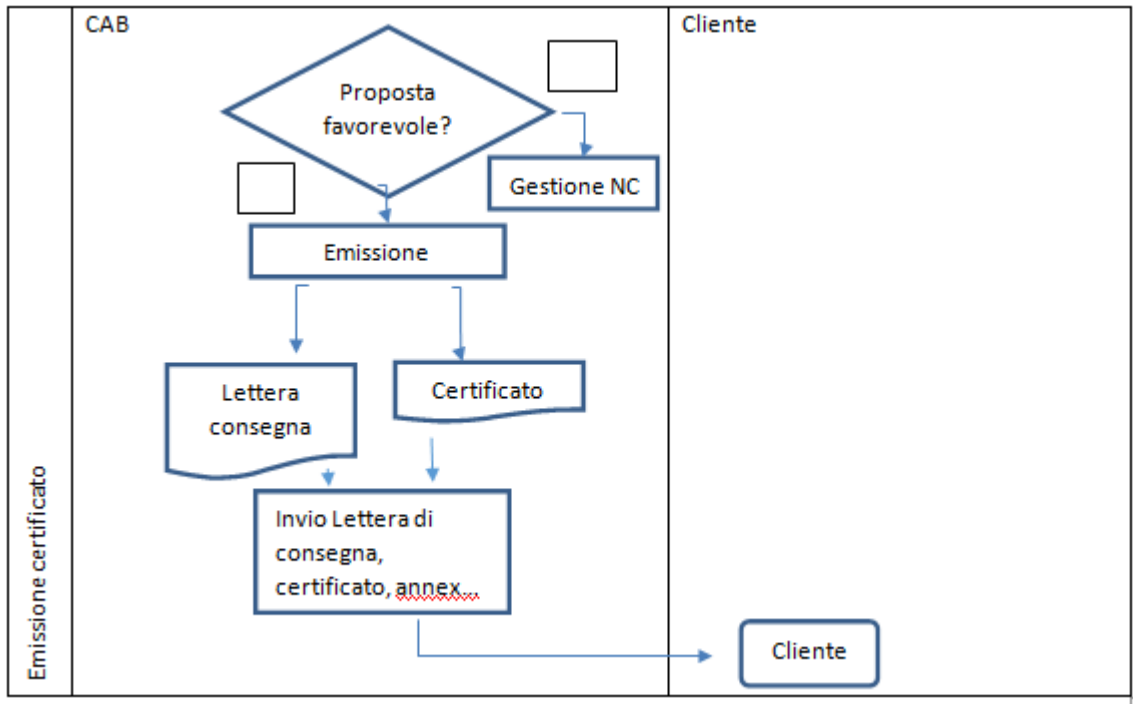 CAB
Cliente
Proposta
favorevole?
Gestione NC
Emissione
Lettera
consegna
Certificato
Invio Lettera di
consegna,
certificato, annex...
Cliente
Emissione certificato